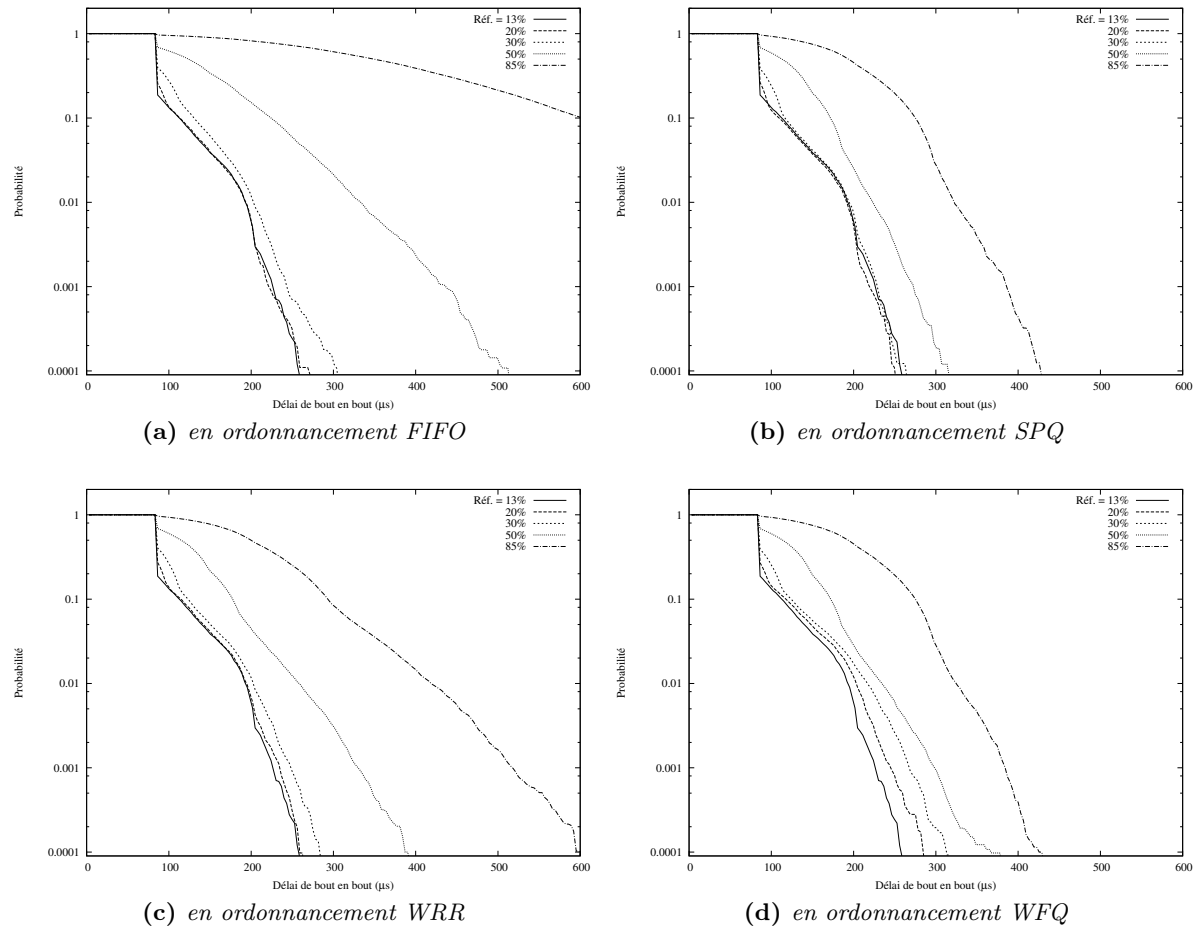 Réf. = 13%
20%
30%
50%
85%
1
0.1
0.01
0.001
0.0001
Probabilité
0 100 200 300 400 500 600
Délai de bout en bout (µs)
(a) en ordonnancement FIFO
Réf. = 13%
20%
30%
50%
85%
1
0.1
0.01
0.001
0.0001
Probabilité
0 100 200 300 400 500 600
Délai de bout en bout (µs)
(b) en ordonnancement SPQ
Réf. = 13%
20%
30%
50%
85%
1
0.1
0.01
0.001
0.0001
Probabilité
0 100 200 300 400 500 600
Délai de bout en bout (µs)
(c) en ordonnancement WRR
Réf. = 13%
20%
30%
50%
85%
1
0.1
0.01
0.001
0.0001
Probabilité
0 100 200 300 400 500 600
Délai de bout en bout (µs)
(d) en ordonnancement WFQ